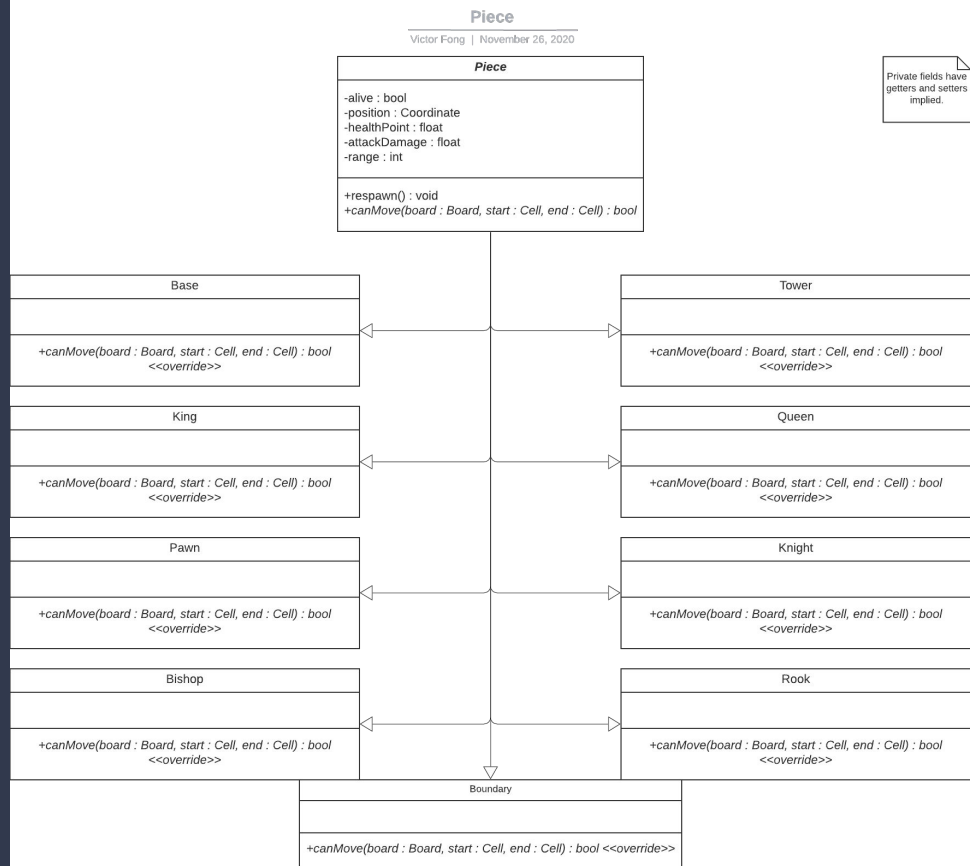 Piece
Victor Fong | November 26, 2020
Piece
-alive : bool
-position : Coordinate
-healthPoint : float
-attackDamage : float
-range : int
+respawn() : void
+canMove(board : Board, start : Cell, end : Cell) : bool
Private fields have
getters and setters
implied.
Base
+canMove(board : Board, start : Cell, end : Cell) : bool
<<override>>
Tower
+canMove(board : Board, start : Cell, end : Cell) : bool
<<override>>
King
+canMove(board : Board, start : Cell, end : Cell) : bool
<<override>>
Queen
+canMove(board : Board, start : Cell, end : Cell) : bool
<<override>>
Pawn
+canMove(board : Board, start : Cell, end : Cell) : bool
<<override>>
Knight
+canMove(board : Board, start : Cell, end : Cell) : bool
<<override>>
Bishop
+canMove(board : Board, start : Cell, end : Cell) : bool
<<override>>
Rook
+canMove(board : Board, start : Cell, end : Cell) : bool
<<override>>
Boundary
+canMove(board : Board, start : Cell, end : Cell) : bool <<override>>